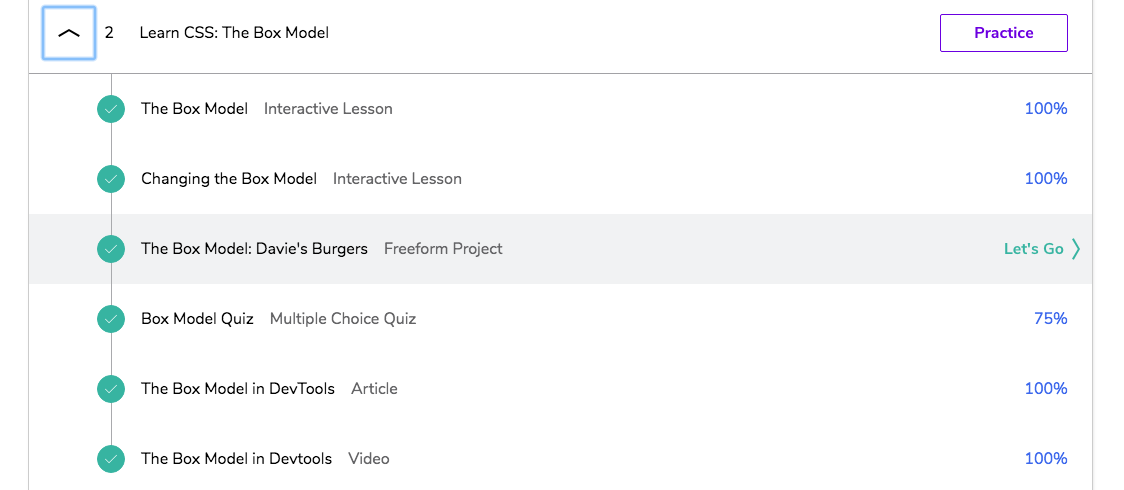 2 Learn CSS: The Box Model Practice
The Box Model Interactive Lesson 100%
Changing the Box Model Interactive Lesson 100%
The Box Model: Davie's Burgers Freeform Project Let's Go
Box Model Quiz Multiple Choice Quiz 75%
The Box Model in DevTools Article 100%
The Box Model in Devtools Video 100%